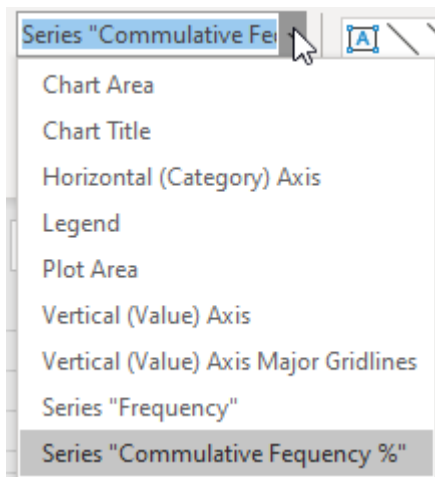 Series "Commulative Fe
A
Chart Area
Chart Title
Horizontal (Category) Axis
Legend
Plot Area
Vertical (Value) Axis
Vertical (Value) Axis Major Gridlines
Series "Frequency"
Series "Commulative Fequency %"